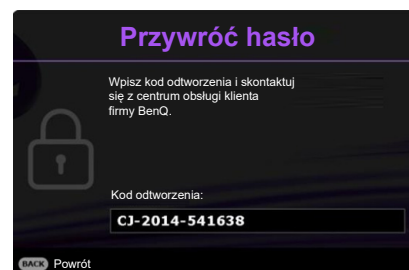 Przywróć hasło
Wpisz kod odtworzenia i skontaktuj
się z centrum obsługi klienta
firmy BenQ.
Kod odtworzenia:
CJ-2014-541638
BACK Powrót